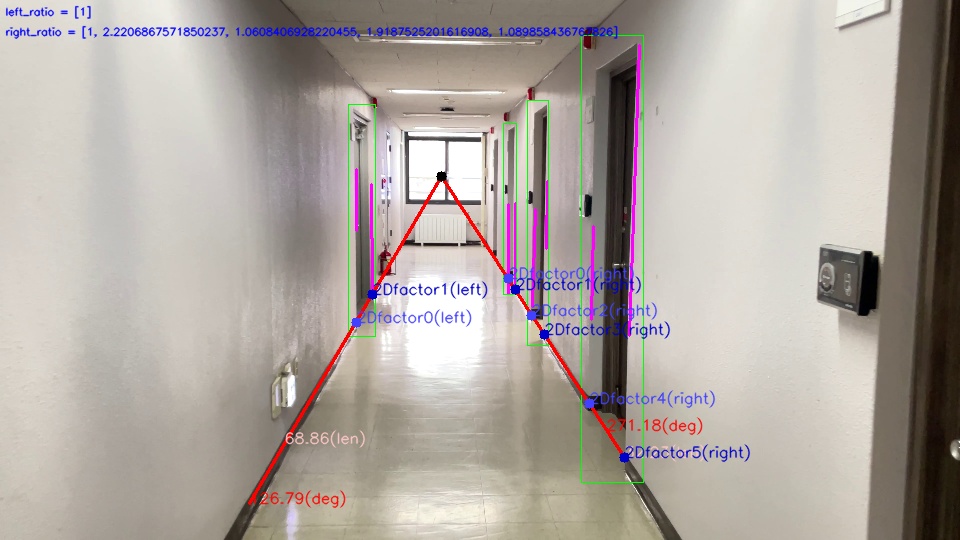 left_ratio = [1]
right_ratio = [1, 2.2206867571850237, 1.0608406928220455, 1.9187525201616908, 1.089858436767826]
2Dfactor0(right)
2Dfactor1(left)
2Dfactor1(right)
2Dfactor0(left)
2Dfactor2(right)
2Dfactor3(right)
2Dfactor4(right)
271.18(deg)
68.86(len)
2Dfactor5(right)
26.79(deg)